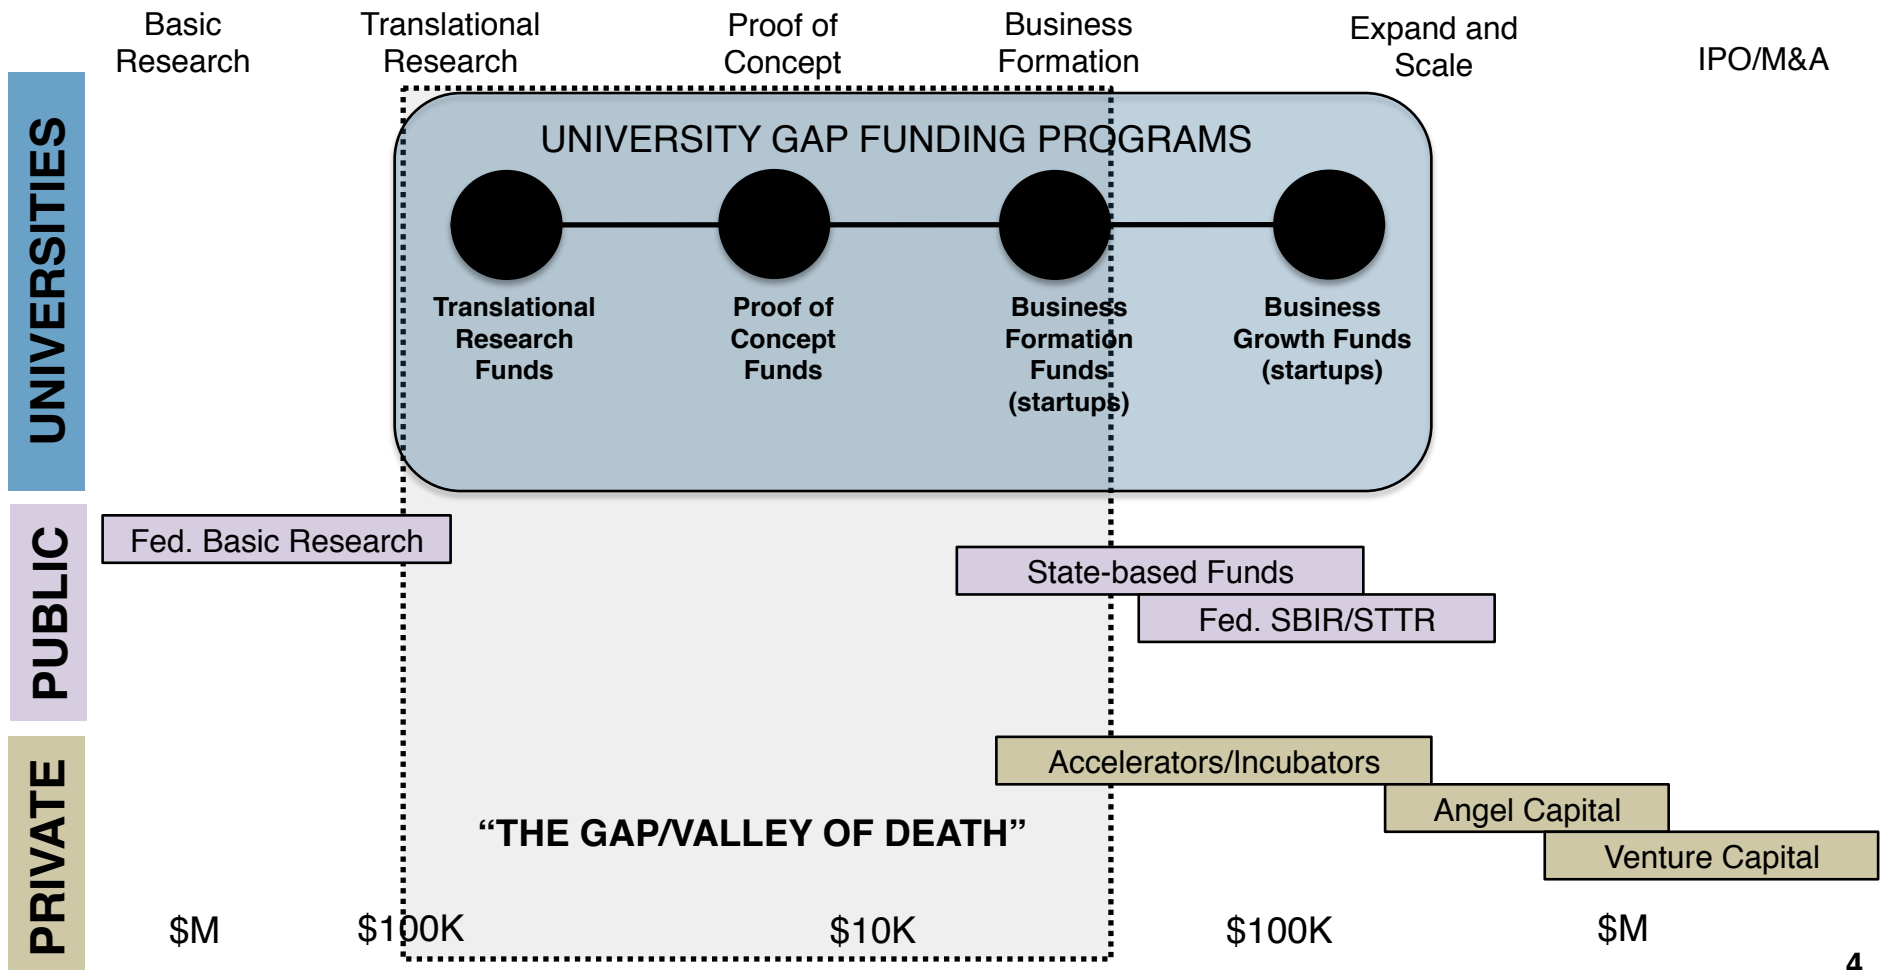 Basic
Research
Translational
Research
Proof of
Concept
Business
Formation
Expand and
Scale
IPO/M&A
UNIVERSITIES
UNIVERSITY GAP FUNDING PROGRAMS
Translational
Research
Funds
Proof of
Concept
Funds
Business
Formation
Funds
(startups)
Business
Growth Funds
(startups)
PUBLIC
Fed. Basic Research
State-based Funds
Fed. SBIR/STTR
PRIVATE
Accelerators/Incubators
Angel Capital
Venture Capital
“THE GAP/VALLEY OF DEATH”
$M
$100K
$10K
$100K
$M
4